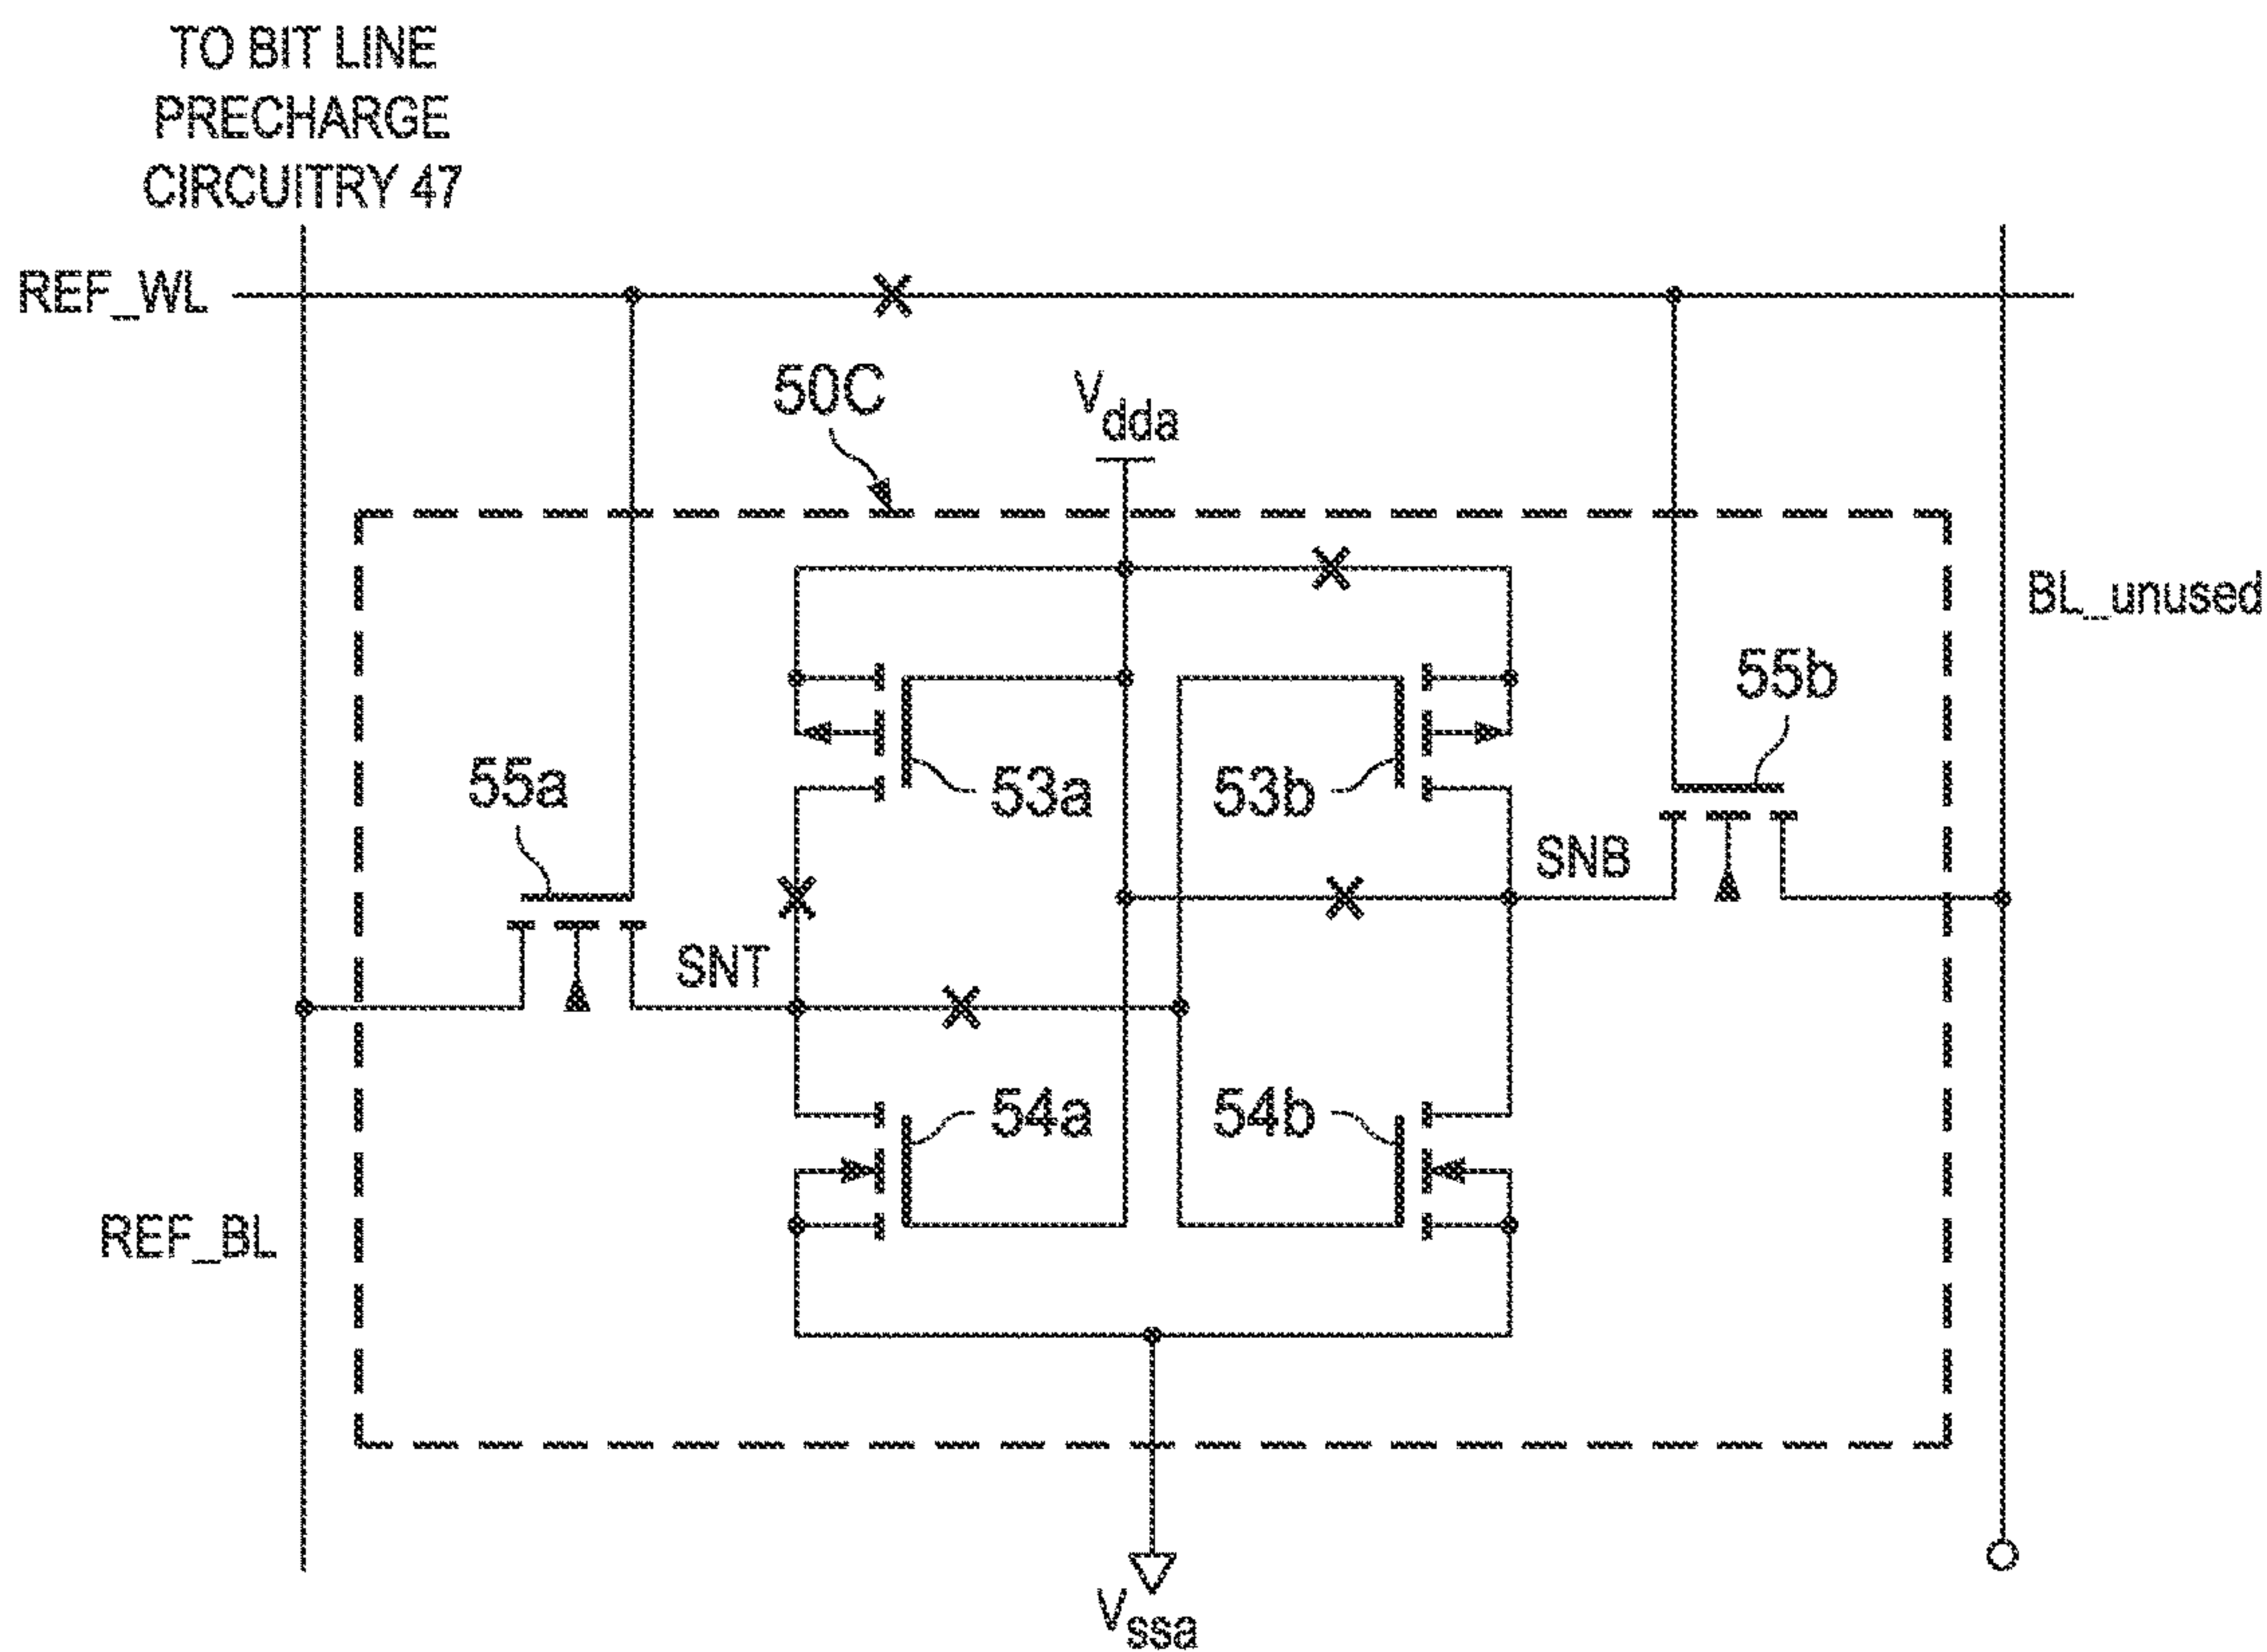 TO BIT LINE
PRECHARGE
CIRCUITRY 47
REF_WL
50C
Vdda
BL_unused
55b
55a
53a
53b
SNB
SNT
54a
54b
REF_BL
Vssa